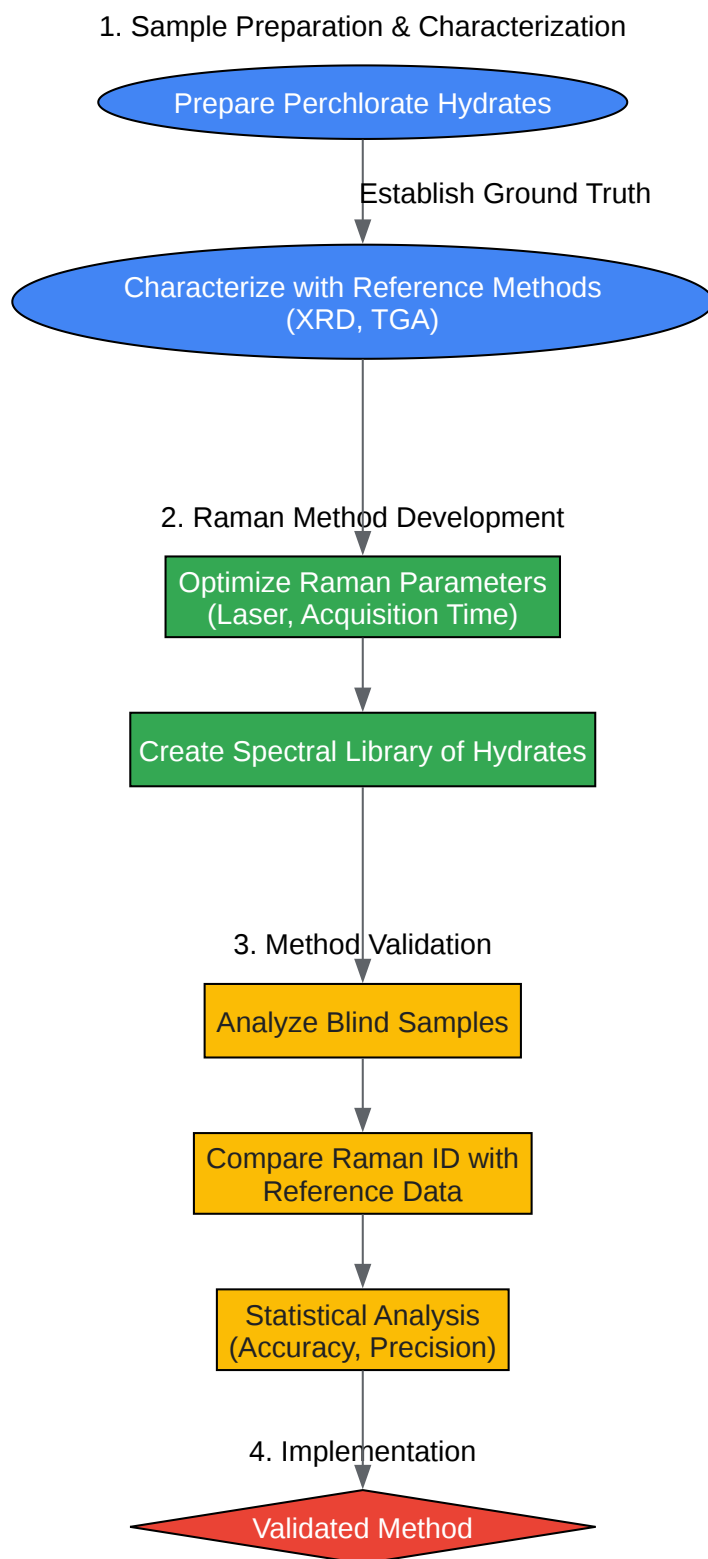 1. Sample Preparation & Characterization
Prepare Perchlorate Hydrates
Establish Ground Truth
Characterize with Reference Methods
(XRD, TGA)
2. Raman Method Development
Optimize Raman Parameters
(Laser, Acquisition Time)
Create Spectral Library of Hydrates
3. Method Validation
Analyze Blind Samples
Compare Raman ID with
Reference Data
Statistical Analysis
(Accuracy, Precision)
4. Implementation
Validated Method